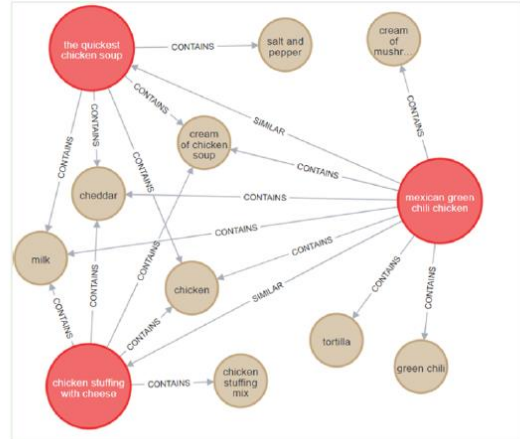 the quickest
chicken soup
CONTAINS
salt and
pepper
cream
of
mushr...
CONTAINS
CONTAINS
CONTAINS
CONTAINS
CONTAINS
SIMILAR
CONTAINS
cream
of chicken
soup
CONTAINS
cheddar
CONTAINS
mexican green
chili chicken
CONTAINS
CONTAINS
milk
CONTAINS
chicken
CONTAINS
SIMILAR
CONTAINS
CONTAINS
CONTAINS
CONTAINS
tortilla
green chili
chicken stuffing
with cheese
CONTAINS
chicken
stuffing
mix